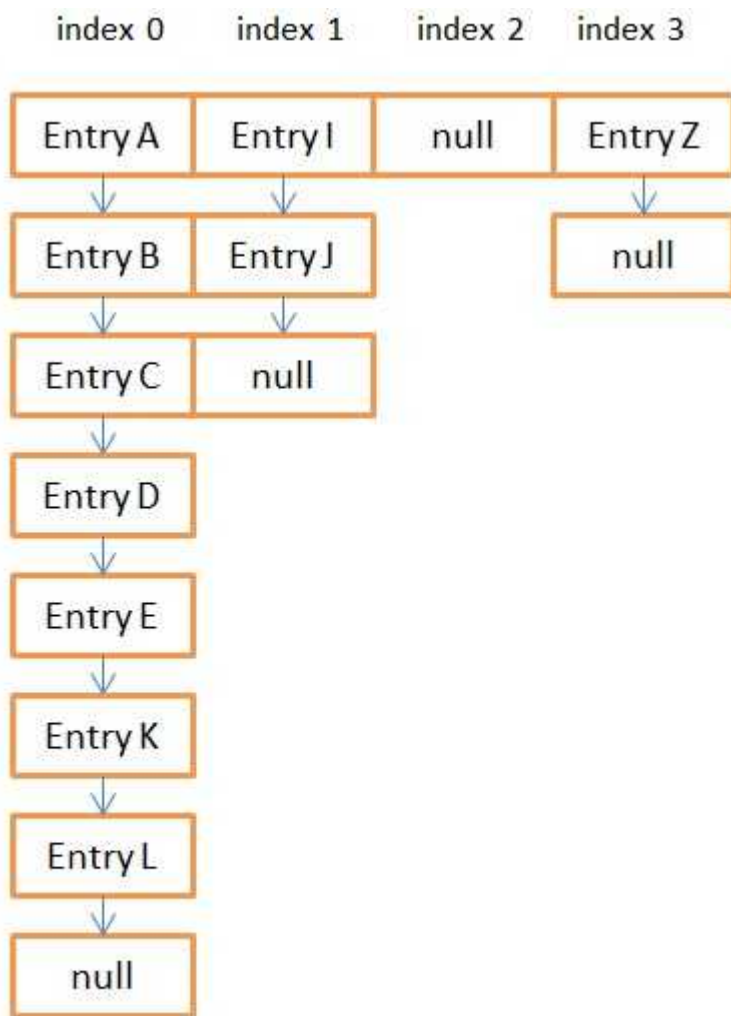 index 0 index 1 index 2 index 3
Entry A Entry I null Entry Z
Entry B Entry J null
Entry C null
Entry D
Entry E
Entry K
Entry L
null